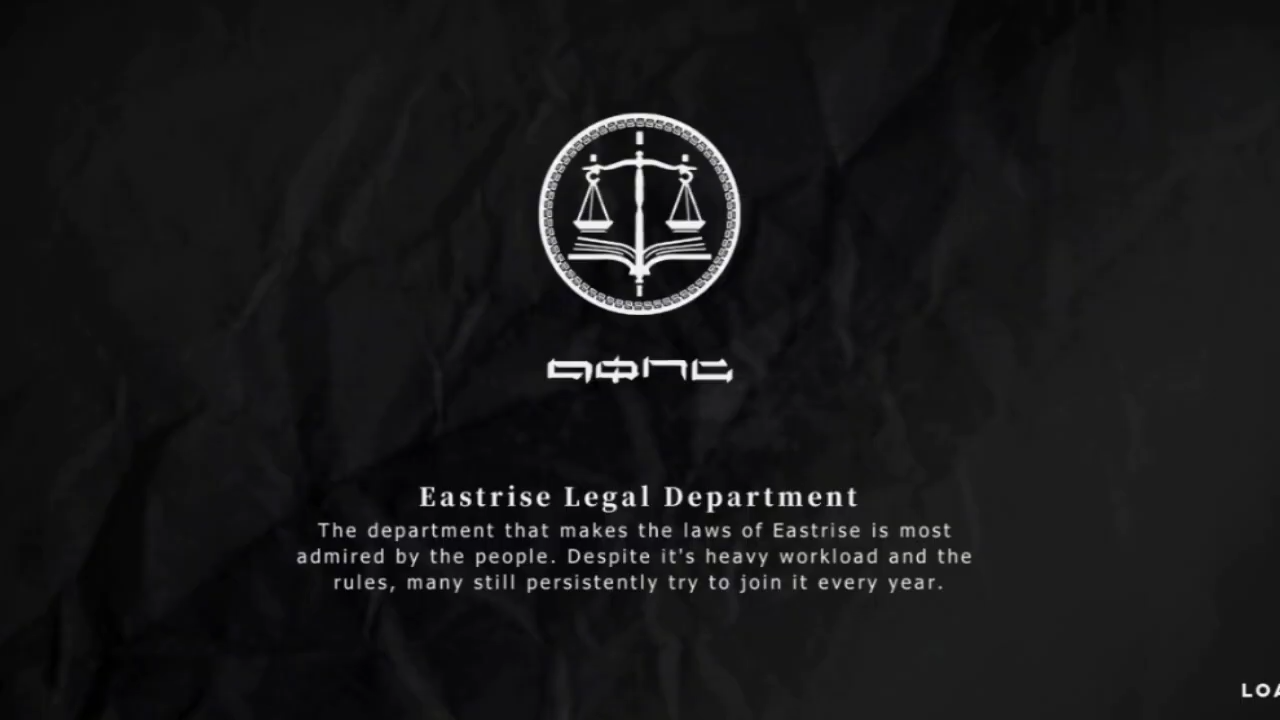 Eastrise Legal Department
The department that makes the laws of Eastrise is most
admired by the people. Despite it's heavy workload and the
rules, many still persistently try to join it every year.